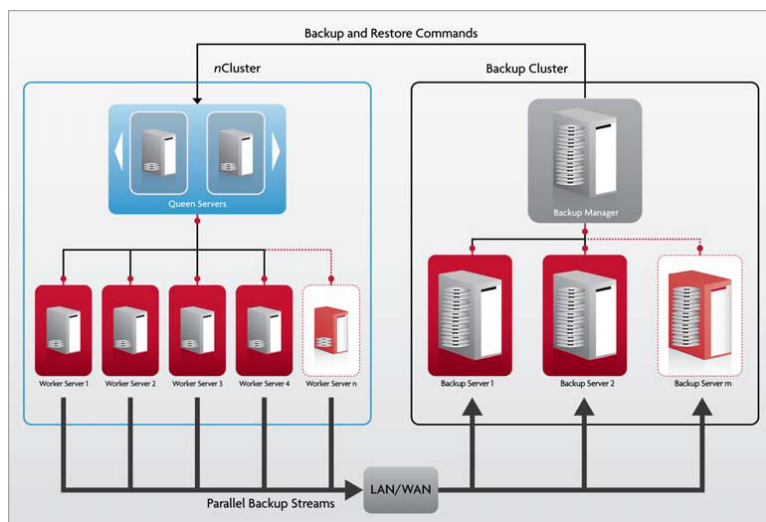 Backup and Restore Commands
nCluster
Backup Cluster
Queen Servers
Backup Manager
Worker Server 1
Worker Server 2
Worker Server 3
Worker Server 4
Worker Server n
Backup Server 1
Backup Server 2
Backup Server m
Parallel Backup Streams
LAN/WAN